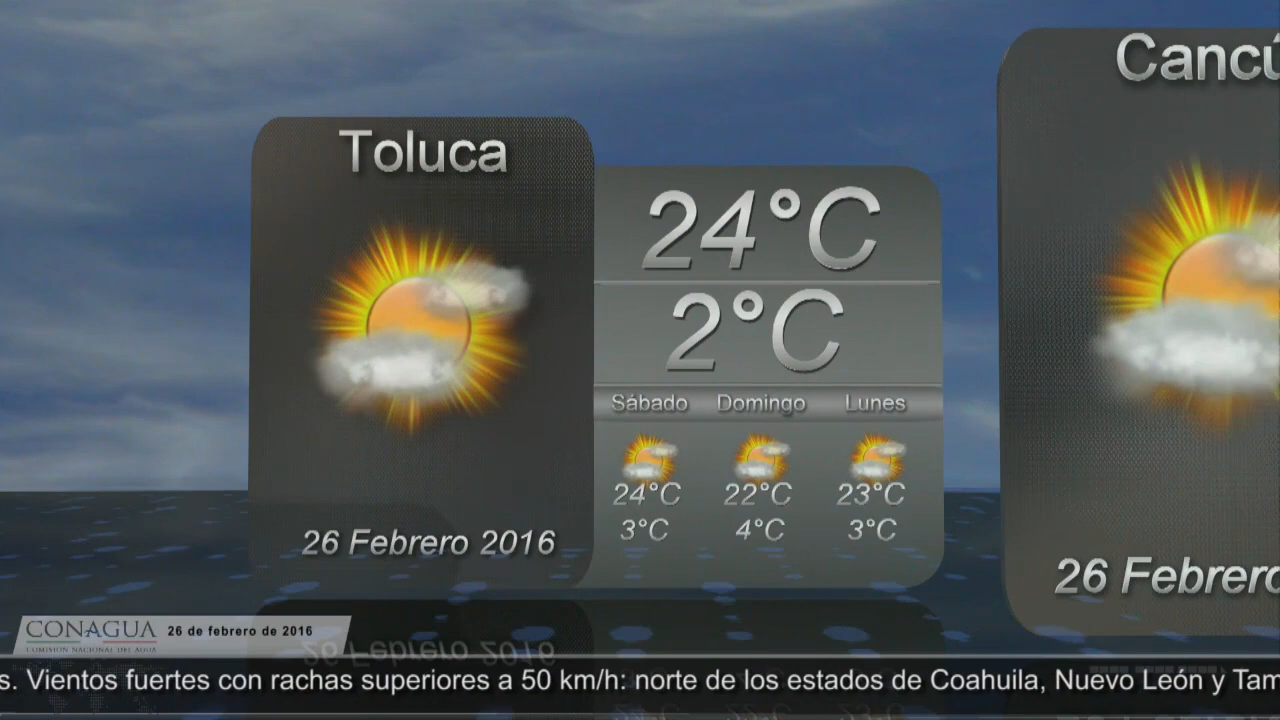 Toluca
24°C
2°C
Sábado Domingo Lunes
24°C 22°C 23°C
3°C 4°C 3°C
26 Febrero 2016
Cancú
26 Febrero
CONAGUA 26 de febrero de 2016
COMISIÓN NACIONAL DEL AGUA
s. Vientos fuertes con rachas superiores a 50 km/h: norte de los estados de Coahuila, Nuevo León y Tam